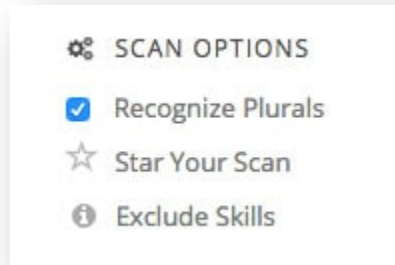 SCAN OPTIONS
Recognize Plurals
Star Your Scan
Exclude Skills